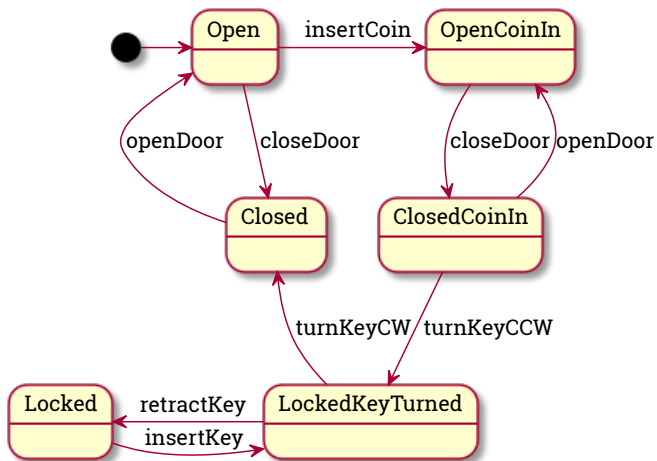 Open
insertCoin
OpenCoinIn
openDoor
closeDoor
closeDoor
openDoor
Closed
ClosedCoinIn
turnKeyCW
turnKeyCCW
Locked
retractKey
insertKey
LockedKeyTurned